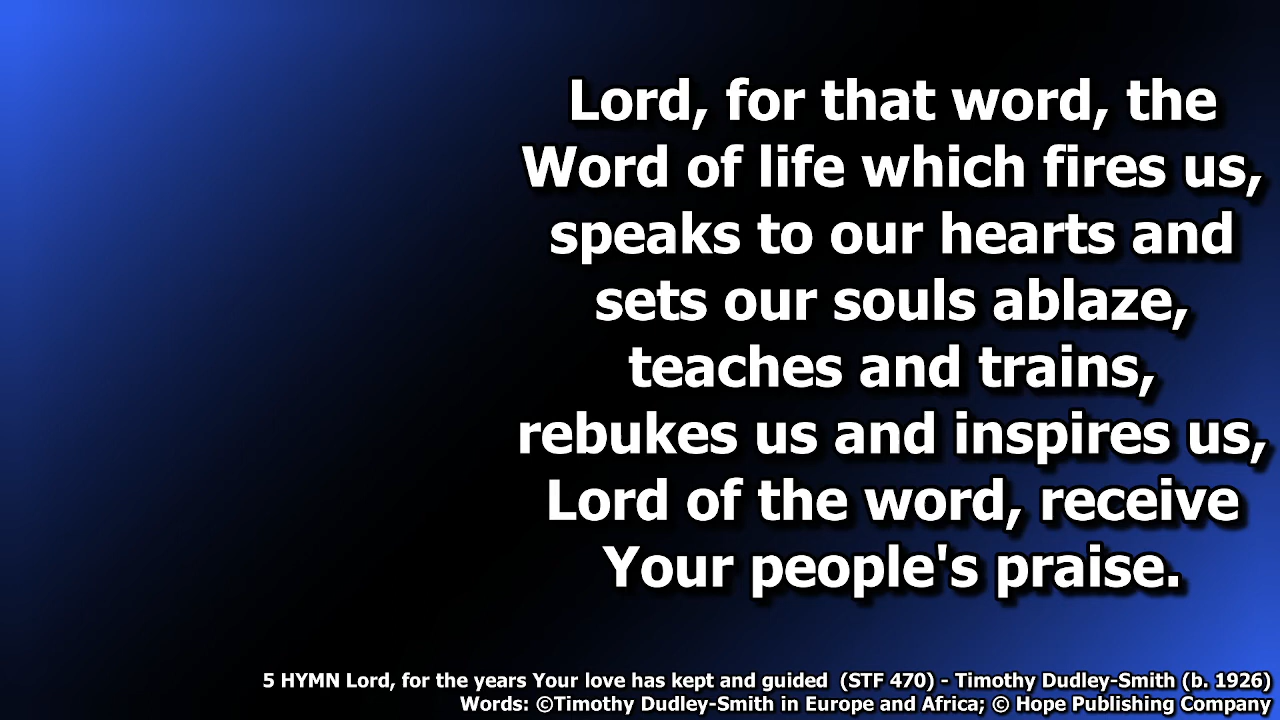 Lord, for that word, the
Word of life which fires us,
speaks to our hearts and
sets our souls ablaze,
teaches and trains,
rebukes us and inspires us,
Lord of the word, receive
Your people's praise.
5 HYMN Lord, for the years Your love has kept and guided  (STF 470) - Timothy Dudley-Smith (b. 1926)
Words: ©Timothy Dudley-Smith in Europe and Africa; © Hope Publishing Company